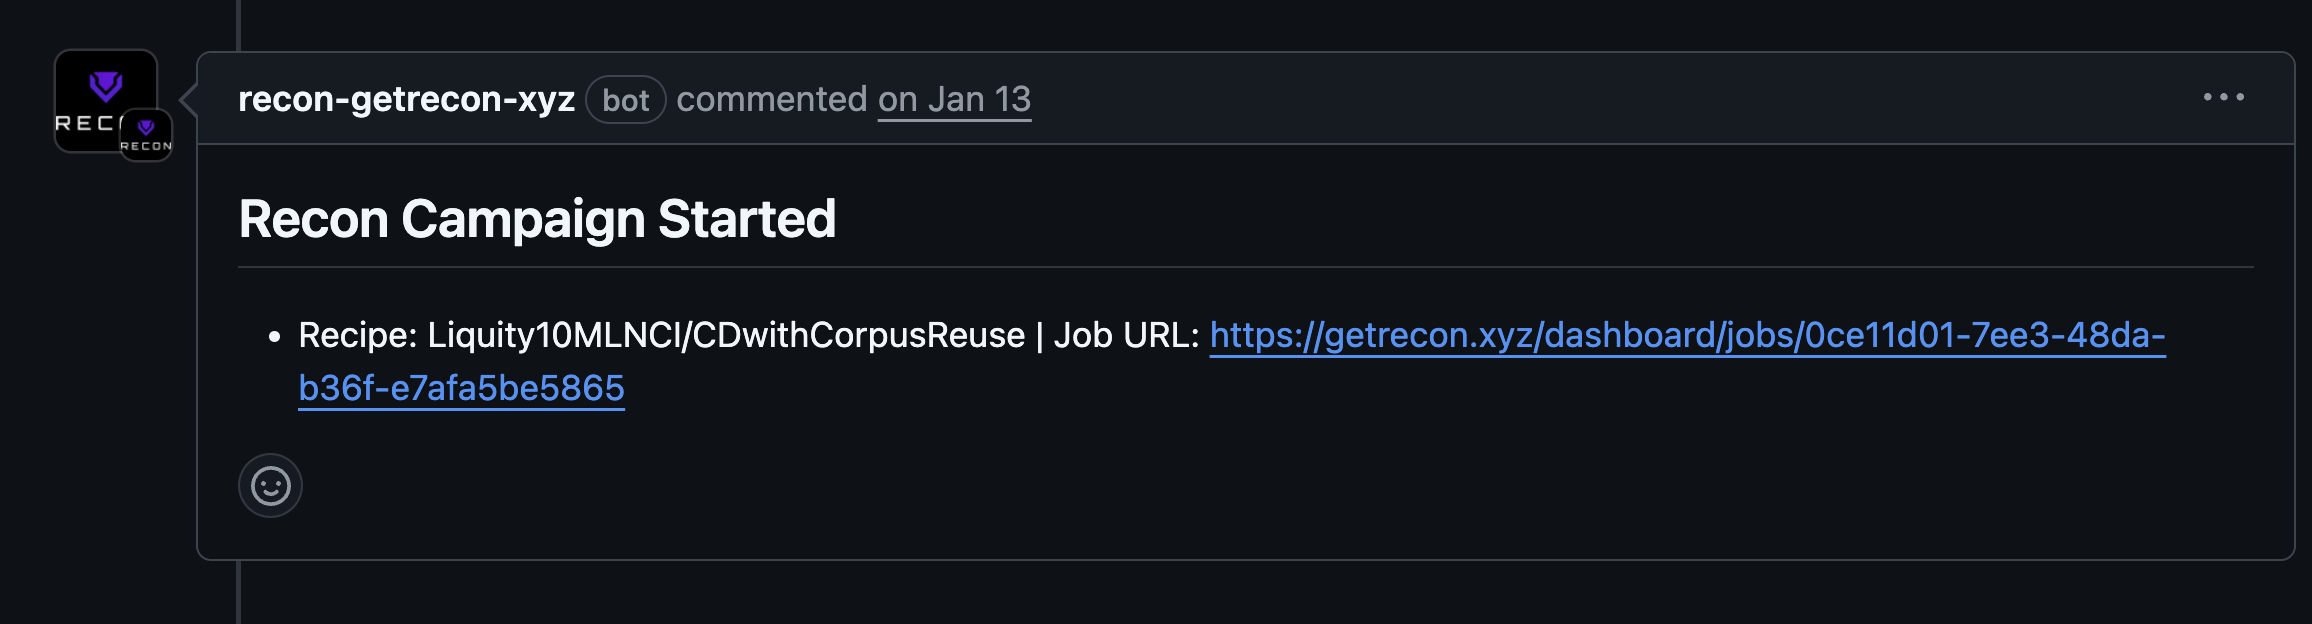 RECO
RECON
recon-getrecon-xyz bot commented on Jan 13
Recon Campaign Started
• Recipe: Liquity10MLNCI/CDwithCorpusReuse | Job URL: https://getrecon.xyz/dashboard/jobs/0ce11d01-7ee3-48da-
b36f-e7afa5be5865